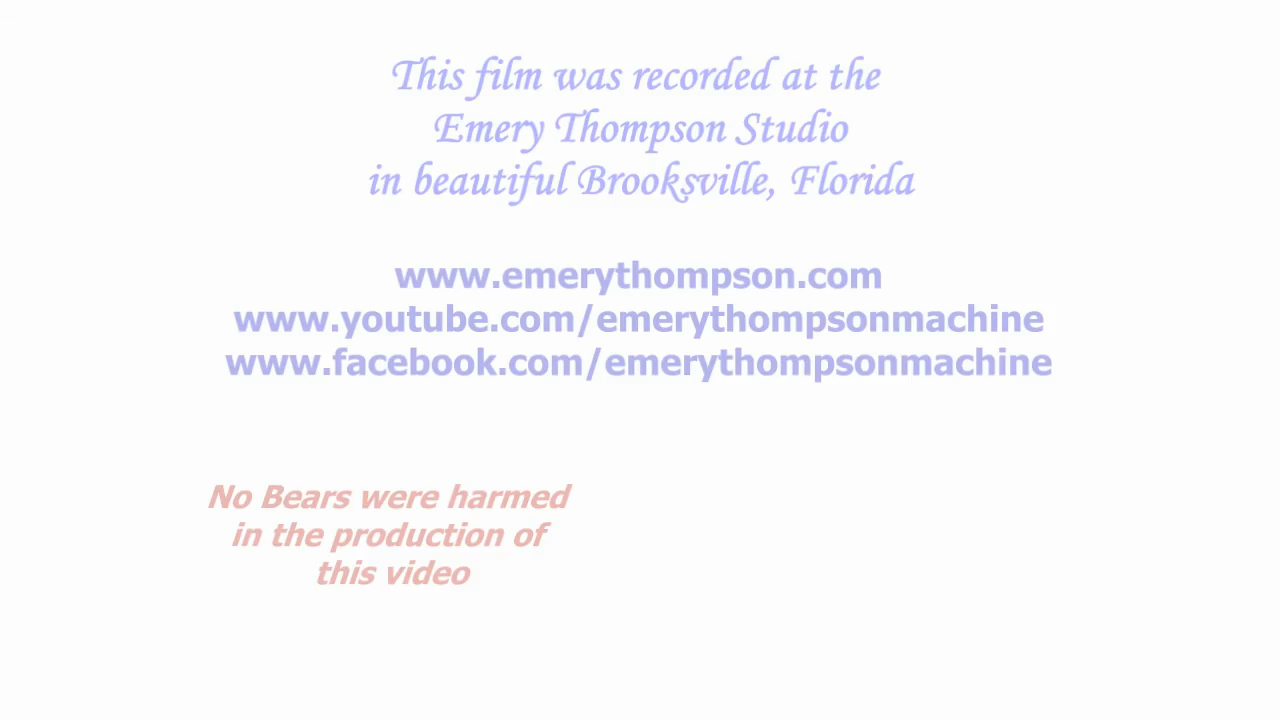 This film was recorded at the
Emery Thompson Studio
in beautiful Brooksville, Florida
www.emerythompson.com
www.youtube.com/emerythompsonmachine
www.facebook.com/emerythompsonmachine
No Bears were harmed
in the production of
this video